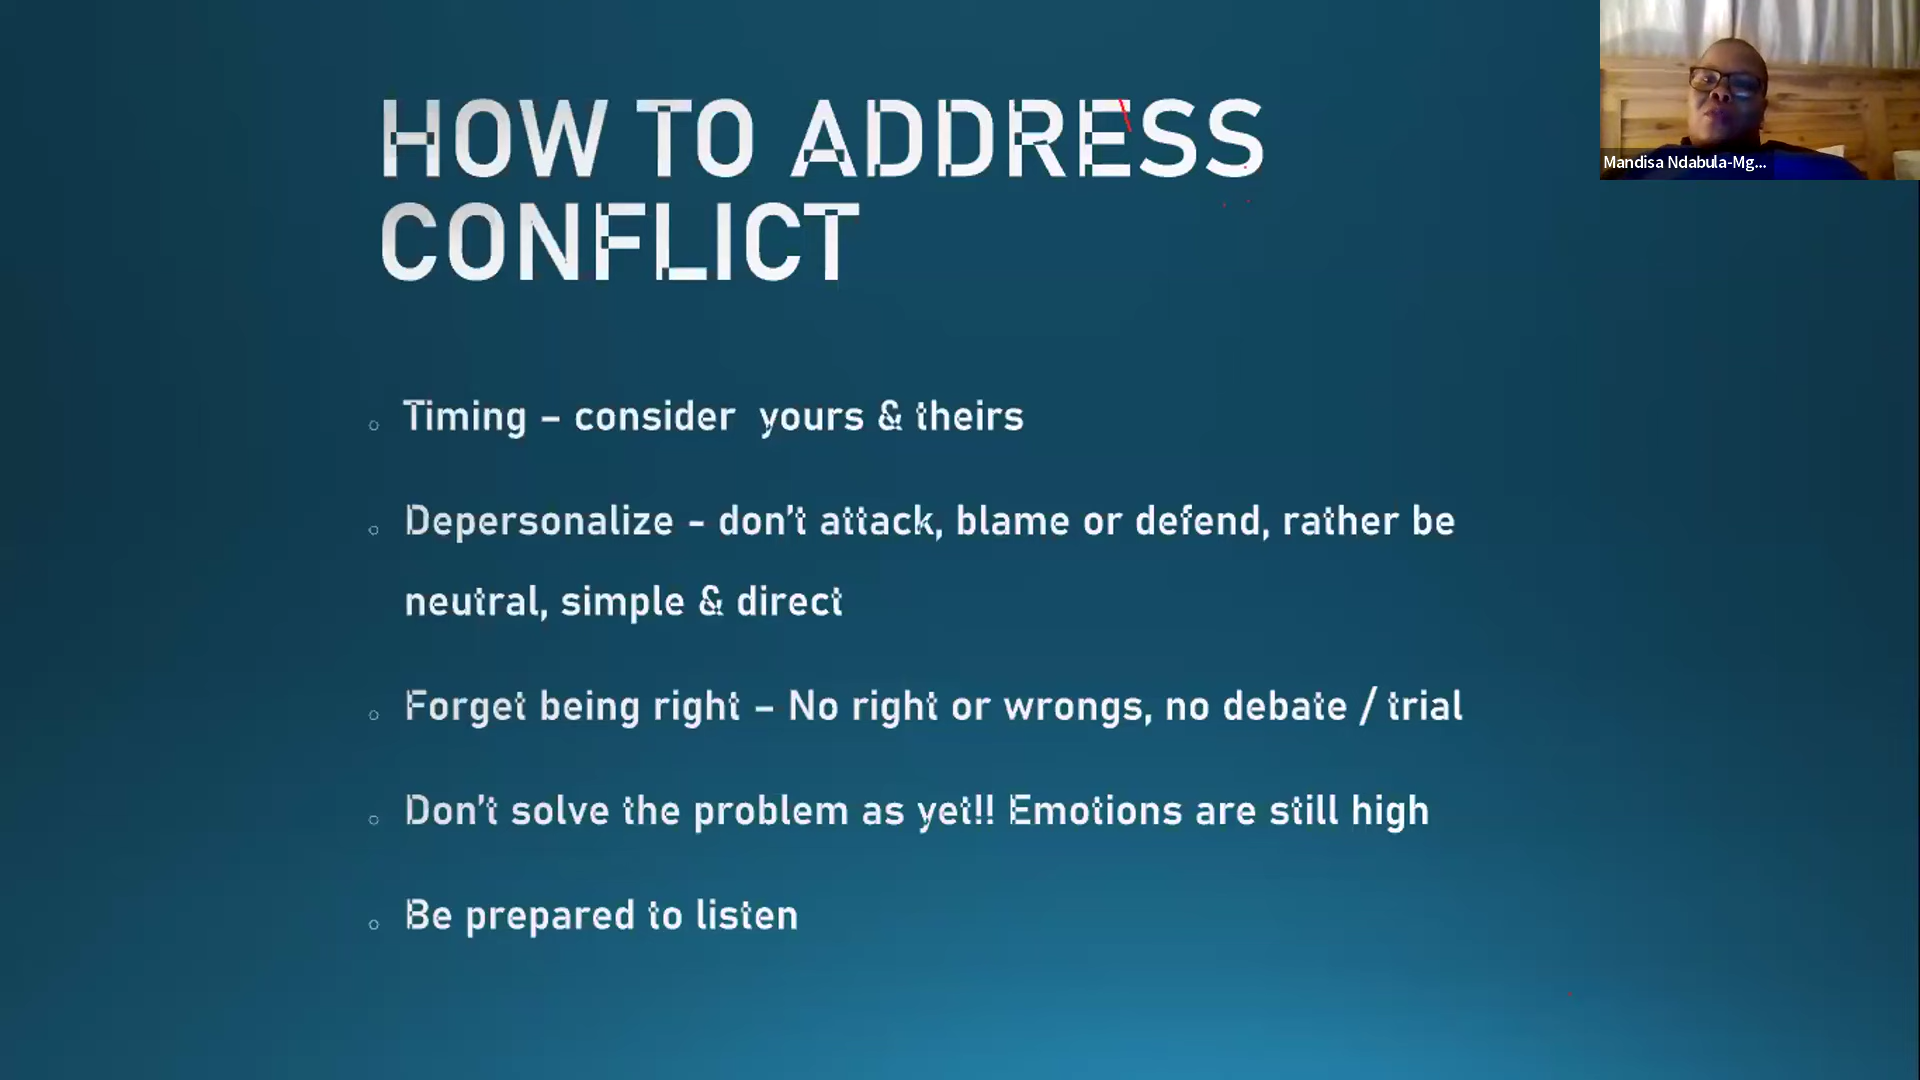 HOW TO ADDRESS
CONFLICT
Timing – consider yours & theirs
Depersonalize - don't attack, blame or defend, rather be
neutral, simple & direct
Forget being right – No right or wrongs, no debate / trial
Don't solve the problem as yet!! Emotions are still high
Be prepared to listen
Mandisa Ndabula-Mg...